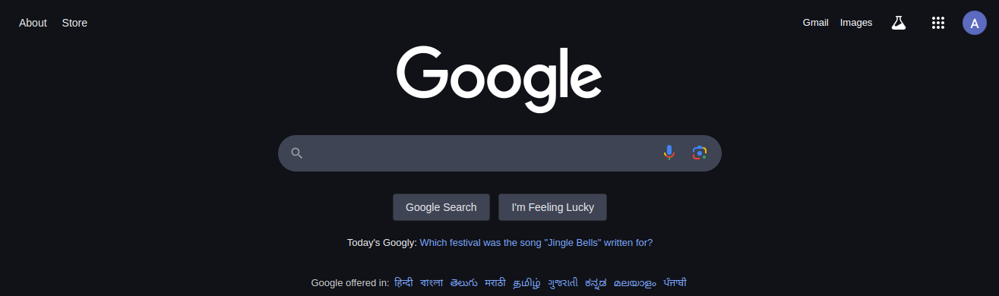 About Store Gmail Images A
Google
Google Search I'm Feeling Lucky
Today's Googly: Which festival was the song "Jingle Bells" written for?
Google offered in: हिन्दी বাংলা తెలుగు मराठी தமிழ் ગુજરાતી ಕನ್ನಡ മലയാളം ਪੰਜਾਬੀ